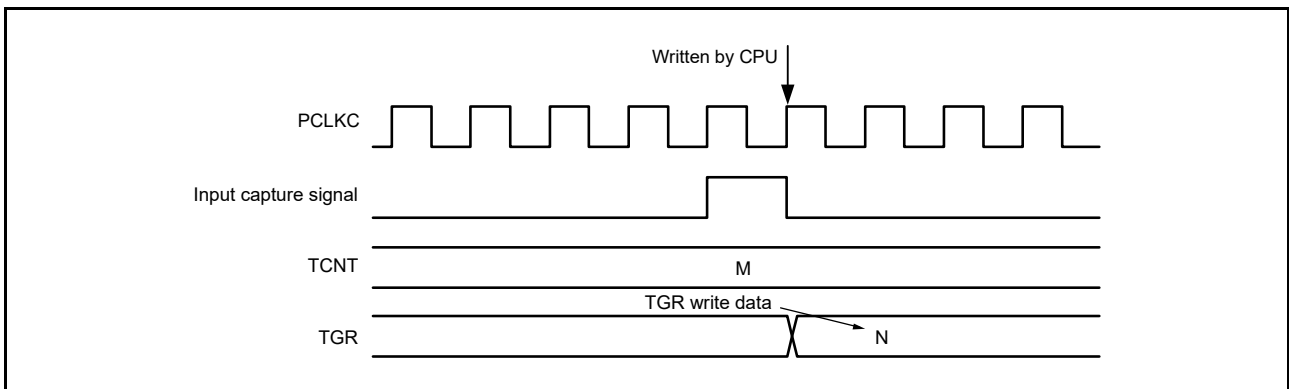 Written by CPU
PCLKC
Input capture signal
TCNT
M
TGR write data
TGR
N